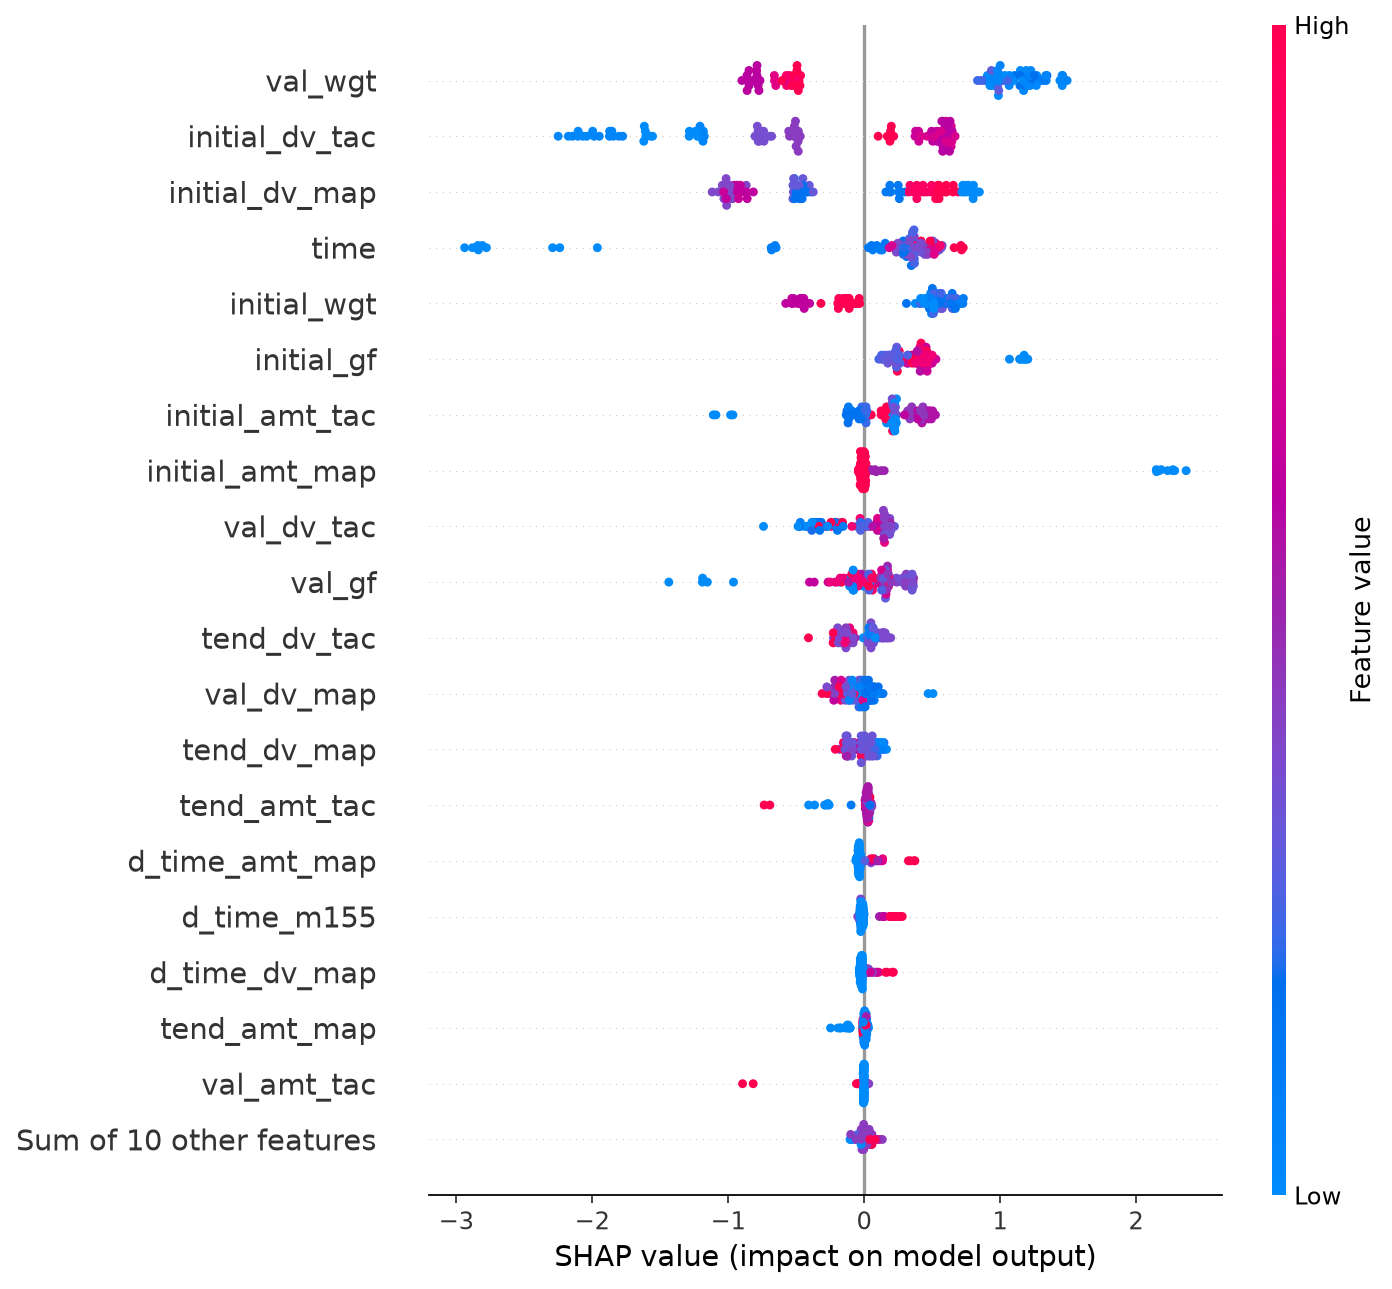 High
val_wgt
initial_dv_tac
initial_dv_map
time
initial_wgt
initial_gf
initial_amt_tac
initial_amt_map
val_dv_tac
val_gf
tend_dv_tac
val_dv_map
tend_dv_map
tend_amt_tac
d_time_amt_map
d_time_m155
d_time_dv_map
tend_amt_map
val_amt_tac
Sum of 10 other features
Feature value
Low
−3 −2 −1 0 1 2
SHAP value (impact on model output)